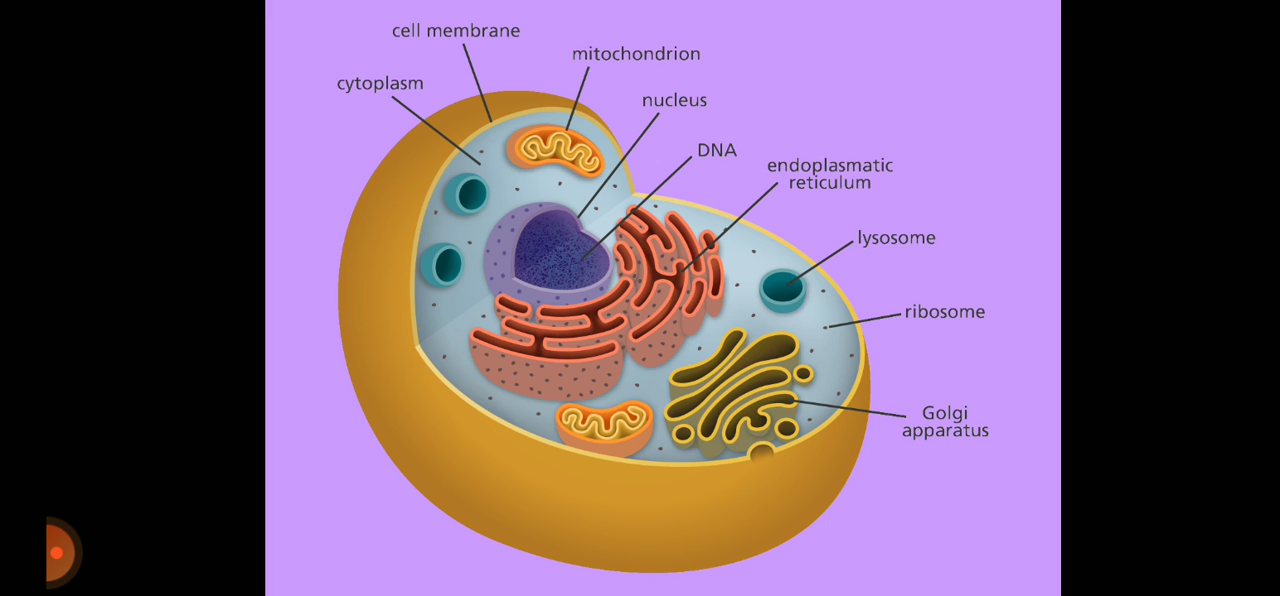 cell membrane
mitochondrion
cytoplasm
nucleus
DNA
endoplasmatic
reticulum
lysosome
ribosome
Golgi
apparatus